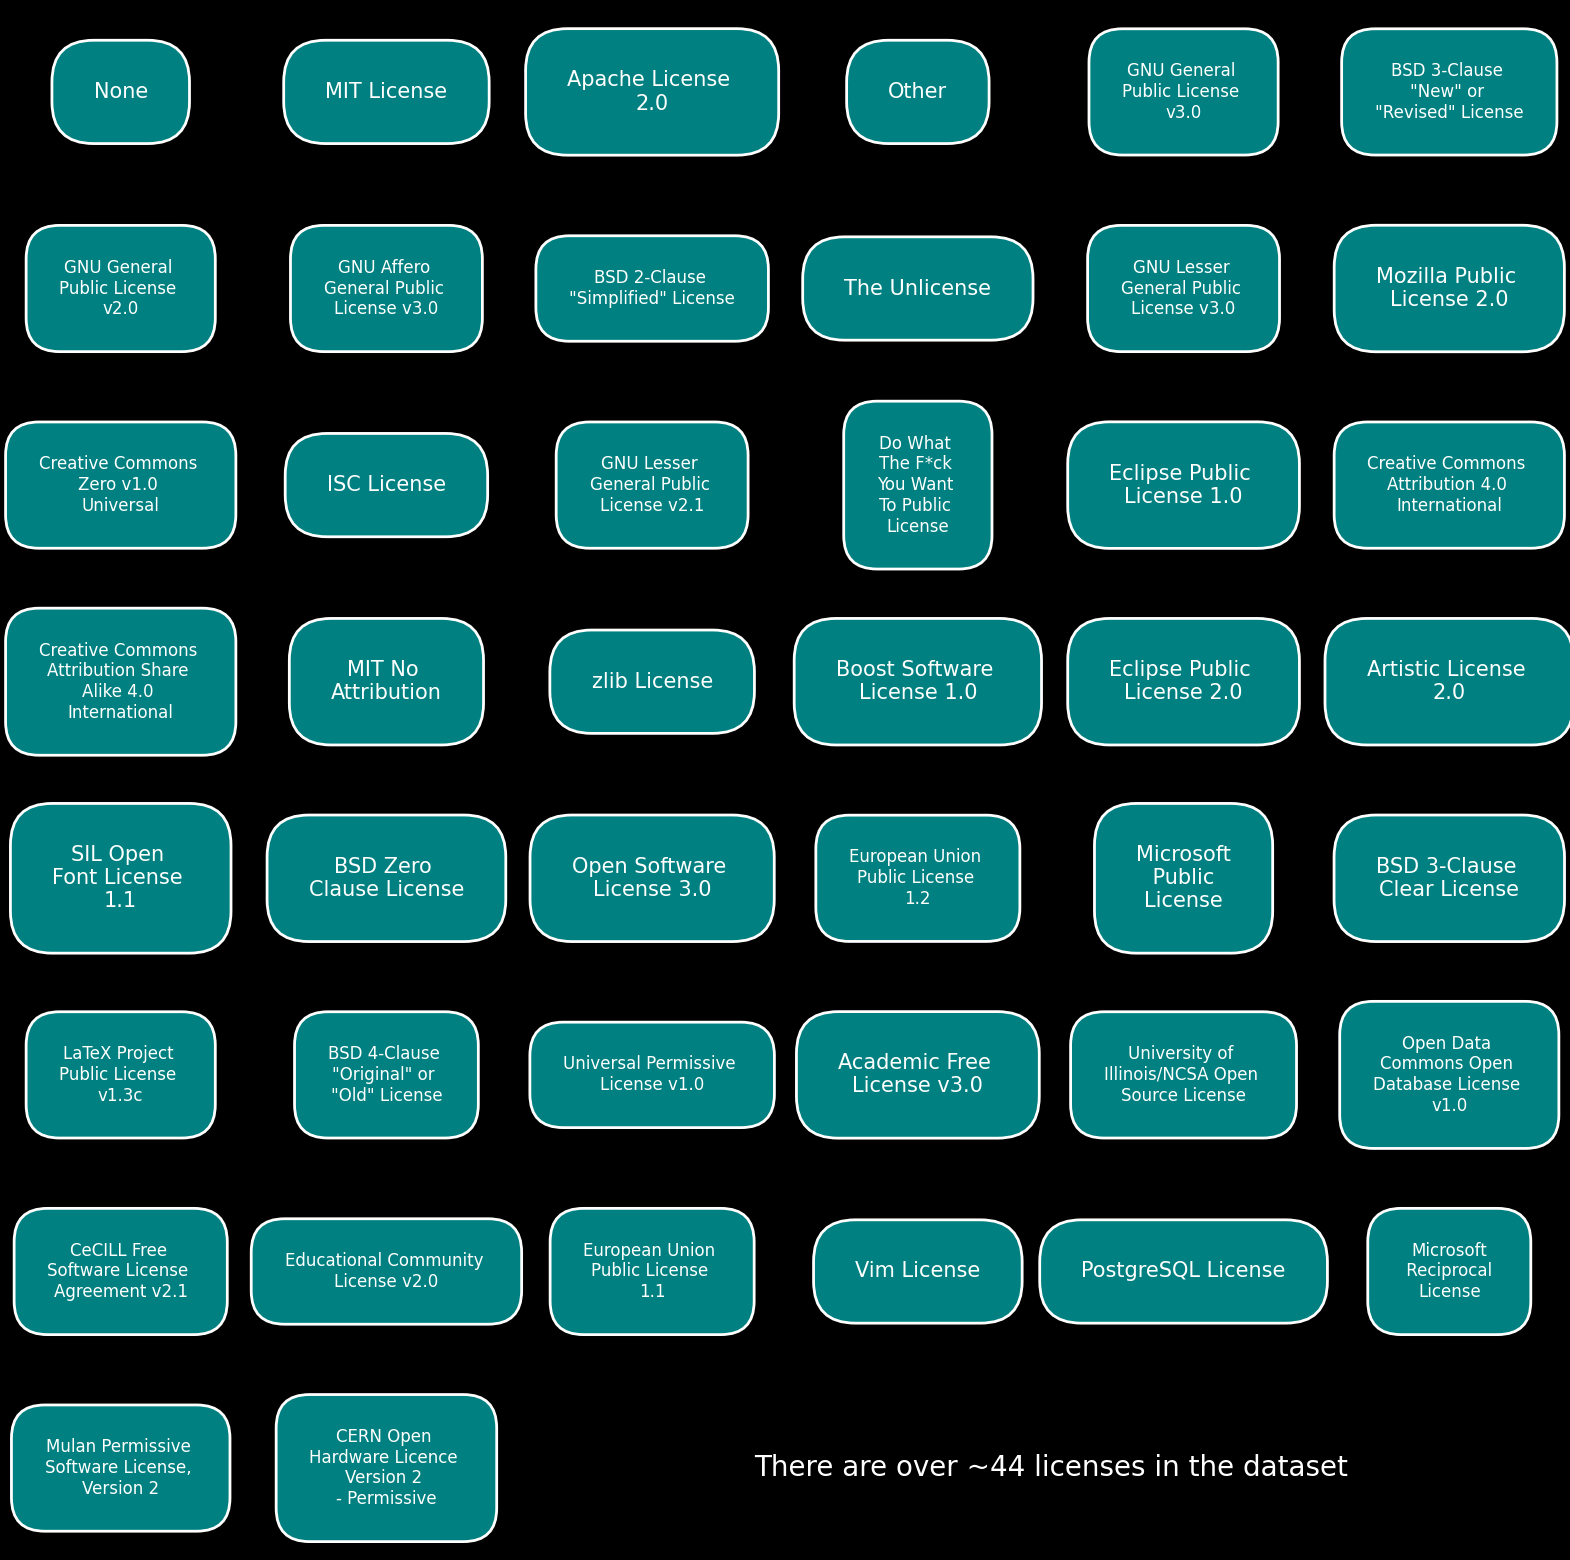 None
MIT License
Apache License
2.0
Other
GNU General
Public License
v3.0
BSD 3-Clause
"New" or
"Revised" License
GNU General
Public License
v2.0
GNU Affero
General Public
License v3.0
BSD 2-Clause
"Simplified" License
The Unlicense
GNU Lesser
General Public
License v3.0
Mozilla Public
License 2.0
Creative Commons
Zero v1.0
Universal
ISC License
GNU Lesser
General Public
License v2.1
Do What
The F*ck
You Want
To Public
License
Eclipse Public
License 1.0
Creative Commons
Attribution 4.0
International
Creative Commons
Attribution Share
Alike 4.0
International
MIT No
Attribution
zlib License
Boost Software
License 1.0
Eclipse Public
License 2.0
Artistic License
2.0
SIL Open
Font License
1.1
BSD Zero
Clause License
Open Software
License 3.0
European Union
Public License
1.2
Microsoft
Public
License
BSD 3-Clause
Clear License
LaTeX Project
Public License
v1.3c
BSD 4-Clause
"Original" or
"Old" License
Universal Permissive
License v1.0
Academic Free
License v3.0
University of
Illinois/NCSA Open
Source License
Open Data
Commons Open
Database License
v1.0
CeCILL Free
Software License
Agreement v2.1
Educational Community
License v2.0
European Union
Public License
1.1
Vim License
PostgreSQL License
Microsoft
Reciprocal
License
Mulan Permissive
Software License,
Version 2
CERN Open
Hardware Licence
Version 2
- Permissive
There are over ~44 licenses in the dataset